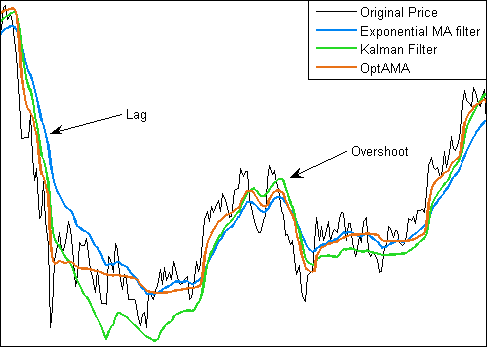 Original Price
Exponential MA filter
Kalman Filter
OptAMA
Lag
Overshoot